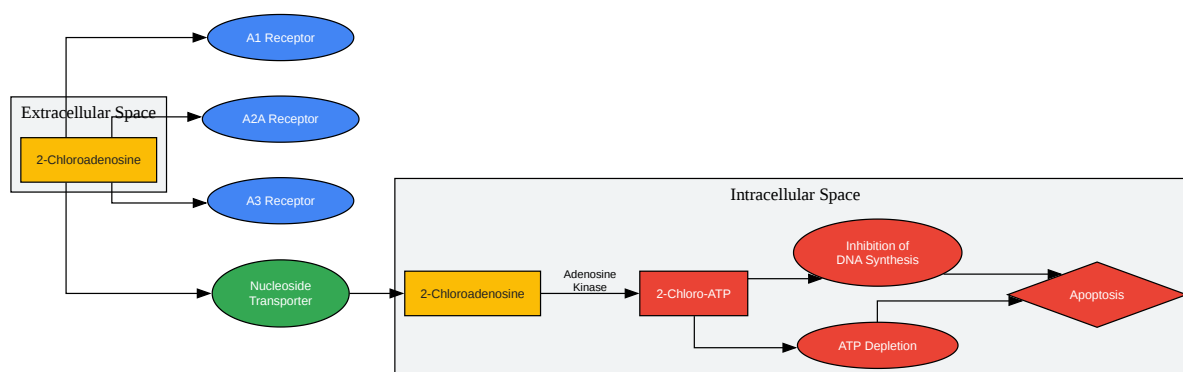 A1 Receptor
Extracellular Space
A2A Receptor
2-Chloroadenosine
A3 Receptor
Intracellular Space
Inhibition of
DNA Synthesis
Nucleoside
Transporter
2-Chloroadenosine
Adenosine
Kinase
2-Chloro-ATP
Apoptosis
ATP Depletion